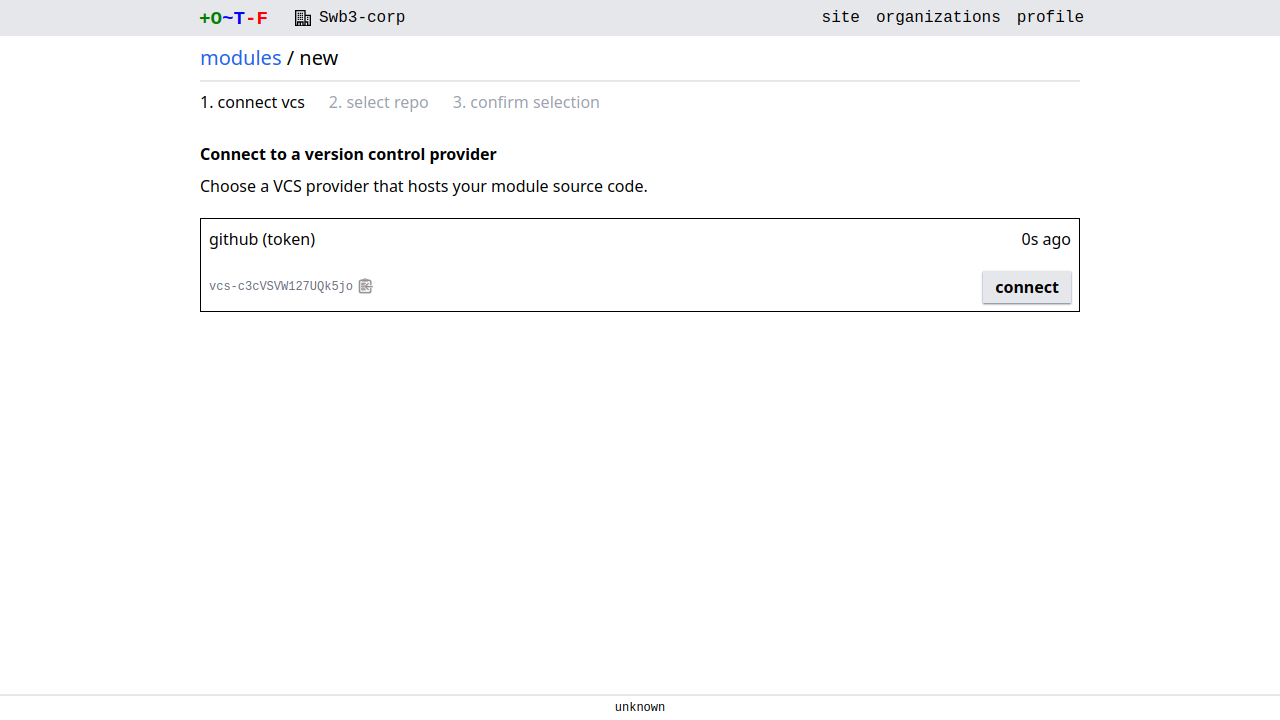 +O~T-F Swb3-corp site organizations profile
modules / new
1. connect vcs 2. select repo 3. confirm selection
Connect to a version control provider
Choose a VCS provider that hosts your module source code.
github (token) 0s ago
vcs-c3cVSVW127UQk5jo connect
unknown